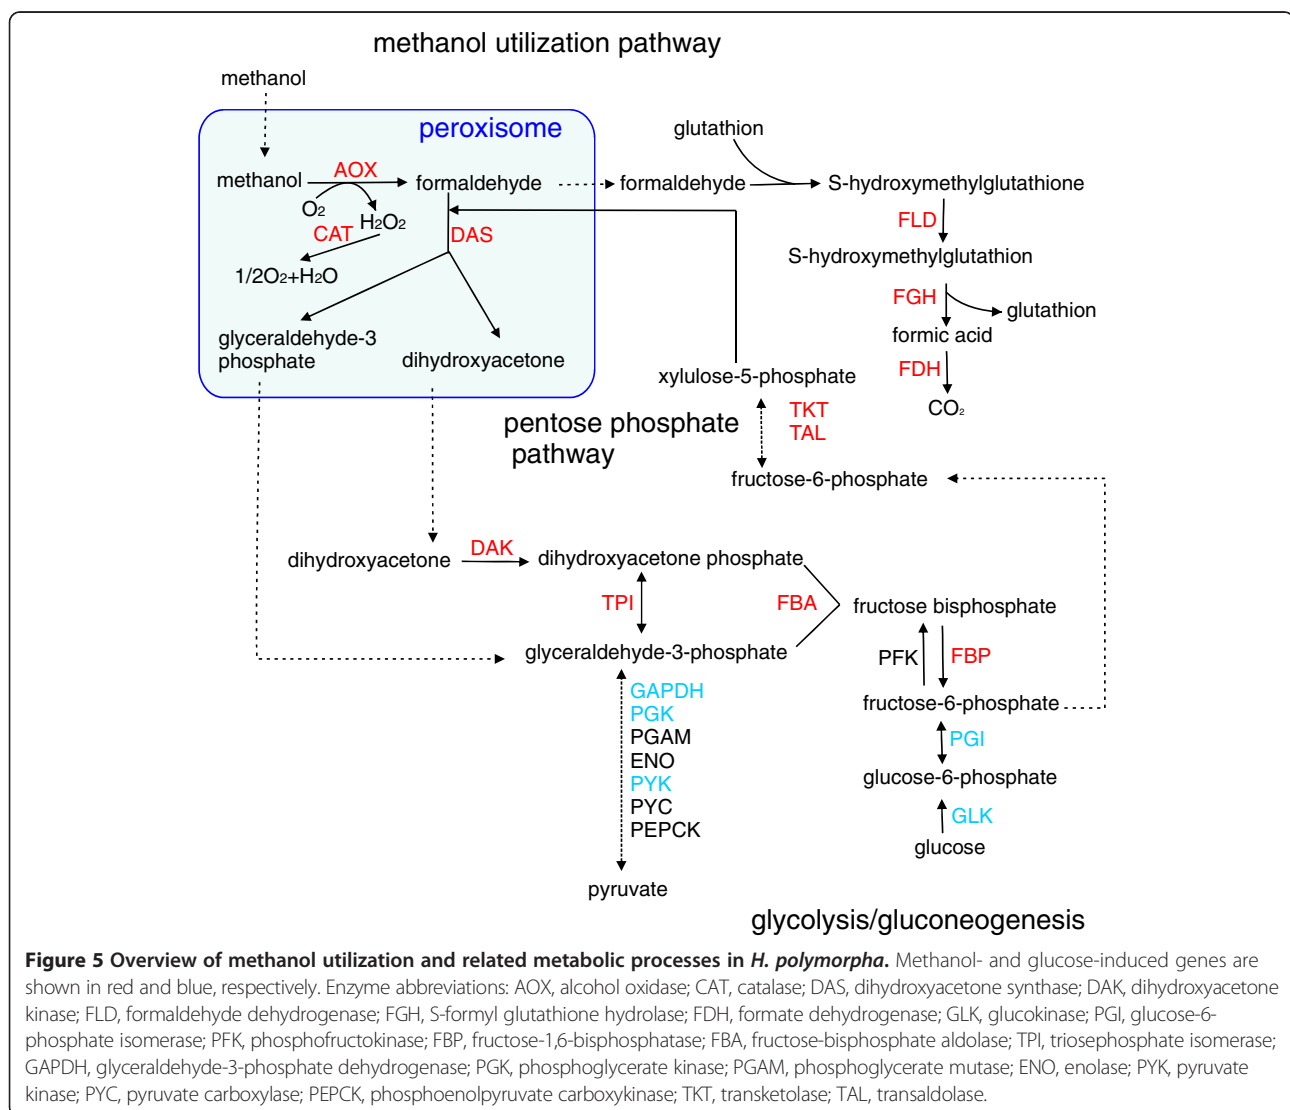 methanol utilization pathway
methanol
peroxisome
glutathion
methanol
AOX
formaldehyde
formaldehyde
S-hydroxymethylglutathione
O2
H2O2
CAT
DAS
FLD
1/2O2+H2O
S-hydroxymethylglutathion
FGH
glutathion
glyceraldehyde-3
phosphate
dihydroxyacetone
formic acid
xylulose-5-phosphate
FDH
CO2
TKT
TAL
pentose phosphate
pathway
fructose-6-phosphate
dihydroxyacetone
DAK
dihydroxyacetone phosphate
TPI
FBA
fructose bisphosphate
glyceraldehyde-3-phosphate
PFK
FBP
GAPDH
PGK
PGAM
ENO
PYK
PYC
PEPCK
fructose-6-phosphate
PGI
glucose-6-phosphate
GLK
glucose
pyruvate
glycolysis/gluconeogenesis
Figure 5 Overview of methanol utilization and related metabolic processes in H. polymorpha. Methanol- and glucose-induced genes are
shown in red and blue, respectively. Enzyme abbreviations: AOX, alcohol oxidase; CAT, catalase; DAS, dihydroxyacetone synthase; DAK, dihydroxyacetone
kinase; FLD, formaldehyde dehydrogenase; FGH, S-formyl glutathione hydrolase; FDH, formate dehydrogenase; GLK, glucokinase; PGI, glucose-6-
phosphate isomerase; PFK, phosphofructokinase; FBP, fructose-1,6-bisphosphatase; FBA, fructose-bisphosphate aldolase; TPI, triosephosphate isomerase;
GAPDH, glyceraldehyde-3-phosphate dehydrogenase; PGK, phosphoglycerate kinase; PGAM, phosphoglycerate mutase; ENO, enolase; PYK, pyruvate
kinase; PYC, pyruvate carboxylase; PEPCK, phosphoenolpyruvate carboxykinase; TKT, transketolase; TAL, transaldolase.